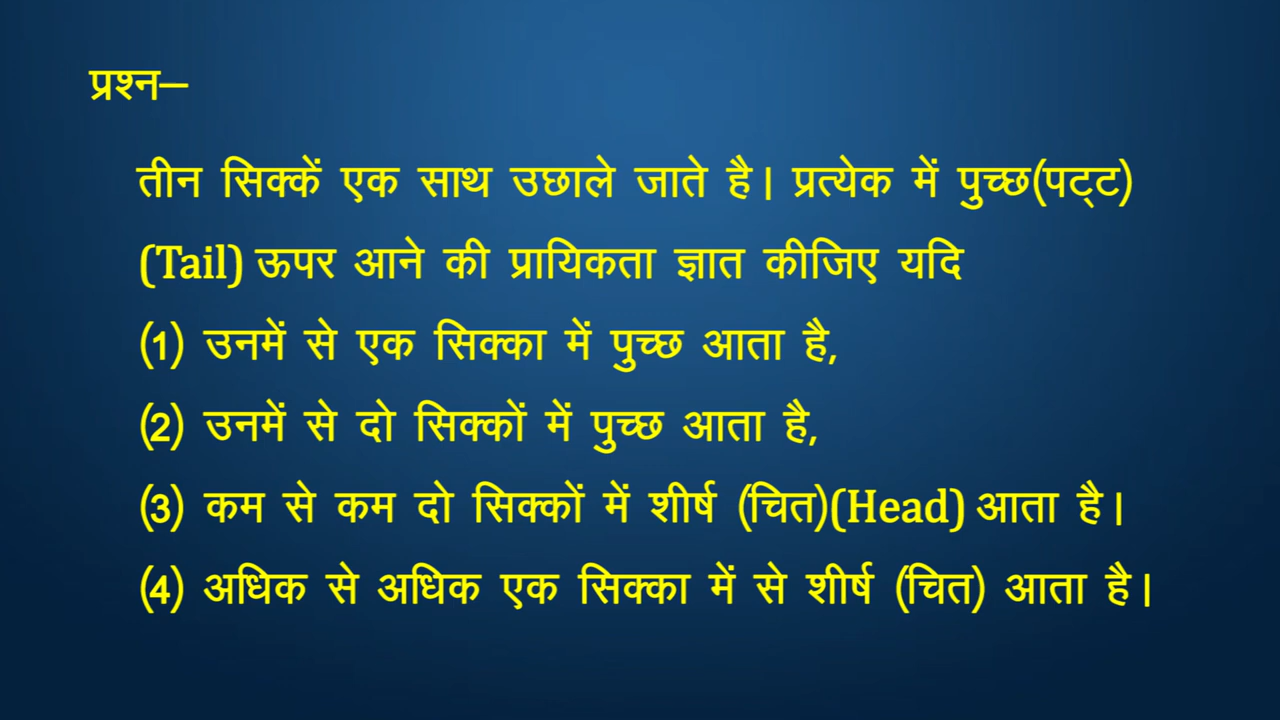 प्रश्न–
तीन सिक्कें एक साथ उछाले जाते है। प्रत्येक में पुच्छ(पट्ट)
(Tail) ऊपर आने की प्रायिकता ज्ञात कीजिए यदि
(1) उनमें से एक सिक्का में पुच्छ आता है,
(2) उनमें से दो सिक्कों में पुच्छ आता है,
(3) कम से कम दो सिक्कों में शीर्ष (चित)(Head) आता है।
(4) अधिक से अधिक एक सिक्का में से शीर्ष (चित) आता है।